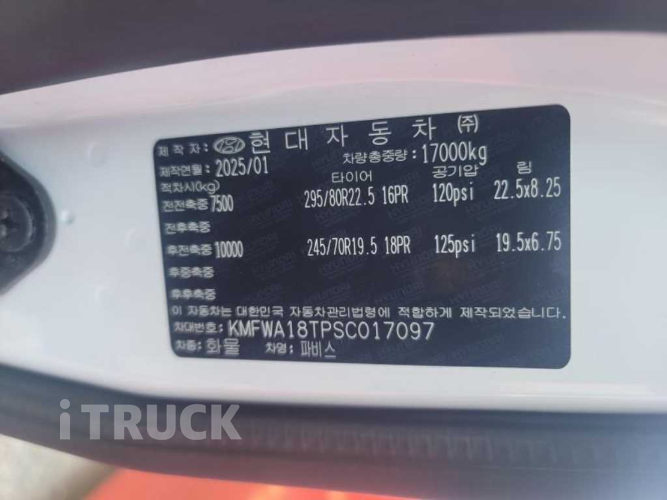 제 작 자 : 현 대 자 동 차 ㈜
제작연월 : 2025/01 차량총중량: 17000kg
적차시(kg) 타이어 공기압 림
전전축중 7500 295/80R22.5 16PR 120psi 22.5x8.25
전후축중
후전축중 10000 245/70R19.5 18PR 125psi 19.5x6.75
후중축중
후후축중
이 자동차는 대한민국 자동차관리법령에 적합하게 제작되었습니다.
차대번호: KMFWA18TPSC017097
차종: 화물 차명: 파비스
iTRUCK